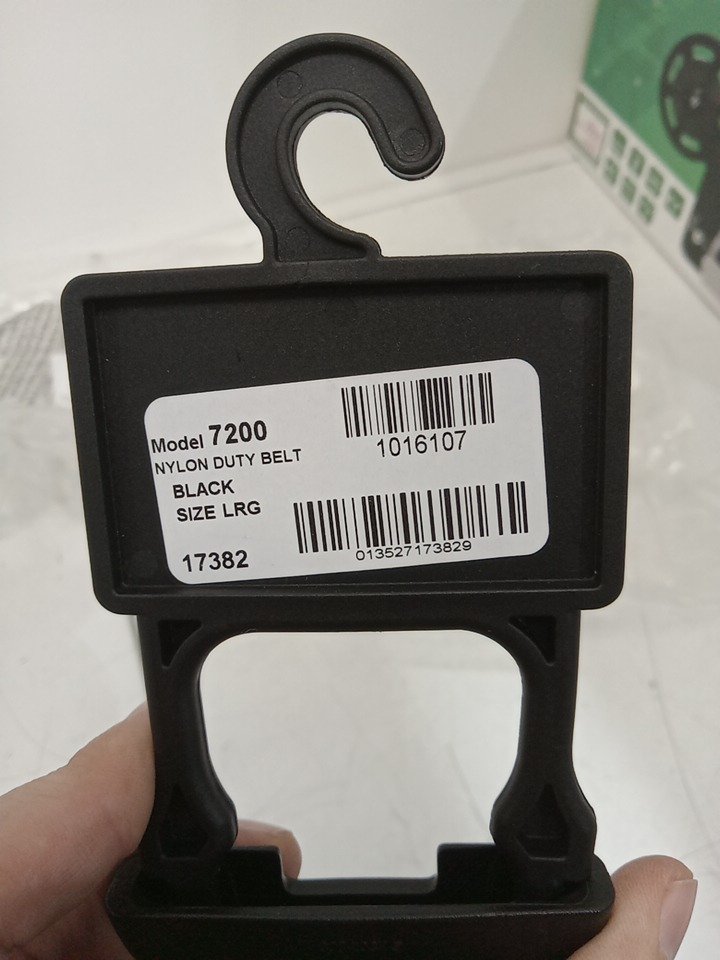 Model 7200
NYLON DUTY BELT
BLACK
SIZE LRG
17382
1016107
013527173829